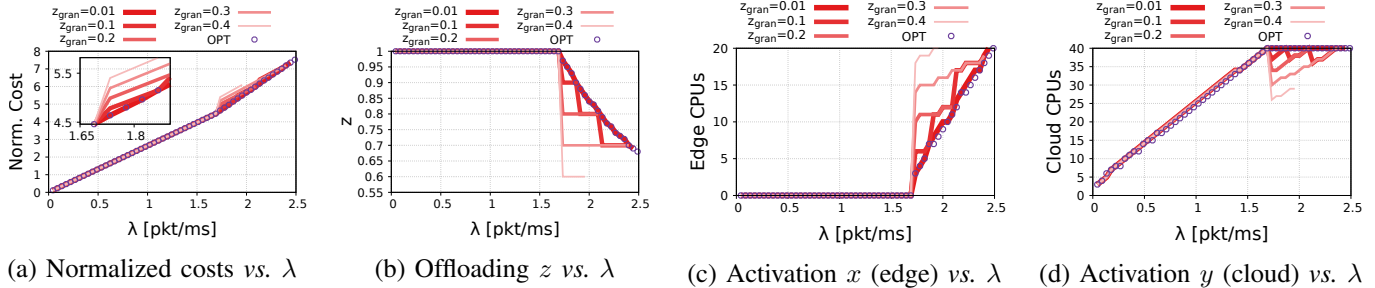 z_gran=0.01
z_gran=0.1
z_gran=0.2
z_gran=0.3
z_gran=0.4
OPT
Norm. Cost
8
7
6
5
4
3
2
1
0
5.5
4.5
1.65
1.8
0 0.5 1 1.5 2 2.5
λ [pkt/ms]
(a) Normalized costs vs. λ
z_gran=0.01
z_gran=0.1
z_gran=0.2
z_gran=0.3
z_gran=0.4
OPT
z
1
0.95
0.9
0.85
0.8
0.75
0.7
0.65
0.6
0.55
0 0.5 1 1.5 2 2.5
λ [pkt/ms]
(b) Offloading z vs. λ
z_gran=0.01
z_gran=0.1
z_gran=0.2
z_gran=0.3
z_gran=0.4
OPT
Edge CPUs
20
15
10
5
0
0 0.5 1 1.5 2 2.5
λ [pkt/ms]
(c) Activation x (edge) vs. λ
z_gran=0.01
z_gran=0.1
z_gran=0.2
z_gran=0.3
z_gran=0.4
OPT
Cloud CPUs
40
35
30
25
20
15
10
5
0
0 0.5 1 1.5 2 2.5
λ [pkt/ms]
(d) Activation y (cloud) vs. λ